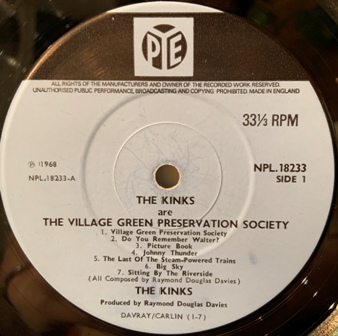 PYE
ALL RIGHTS OF THE MANUFACTURERS AND OWNER OF THE RECORDED WORK RESERVED.
UNAUTHORISED PUBLIC PERFORMANCE, BROADCASTING AND COPYING PROHIBITED. MADE IN ENGLAND
33⅓ RPM
℗ 1968
NPL.18233-A
NPL.18233
SIDE 1
THE KINKS
are
THE VILLAGE GREEN PRESERVATION SOCIETY
1. Village Green Preservation Society
2. Do You Remember Walter?
3. Picture Book
4. Johnny Thunder
5. The Last Of The Steam-Powered Trains
6. Big Sky
7. Sitting By The Riverside
(All Composed by Raymond Douglas Davies)
THE KINKS
Produced by Raymond Douglas Davies
DAVRAY/CARLIN (1-7)